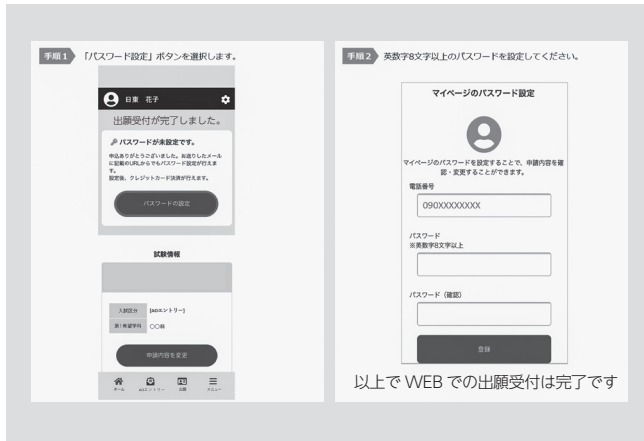 手順1 「パスワード設定」ボタンを選択します。
日東 花子
出願受付が完了しました。
パスワードが未設定です。
申込ありがとうございました。お送りしたメール
に記載のURLからでもパスワード設定が行えま
す。
設定後、クレジットカード決済が行えます。
パスワードの設定
試験情報
入試区分 [aoエントリー]
第1希望学科 〇〇科
申請内容を変更
ホーム aoエントリー 出願 メニュー
手順2 英数字8文字以上のパスワードを設定してください。
マイページのパスワード設定
マイページのパスワードを設定することで、申請内容を確
認・変更することができます。
電話番号
090XXXXXXXX
パスワード
※英数字8文字以上
パスワード（確認）
登録
以上で WEB での出願受付は完了です